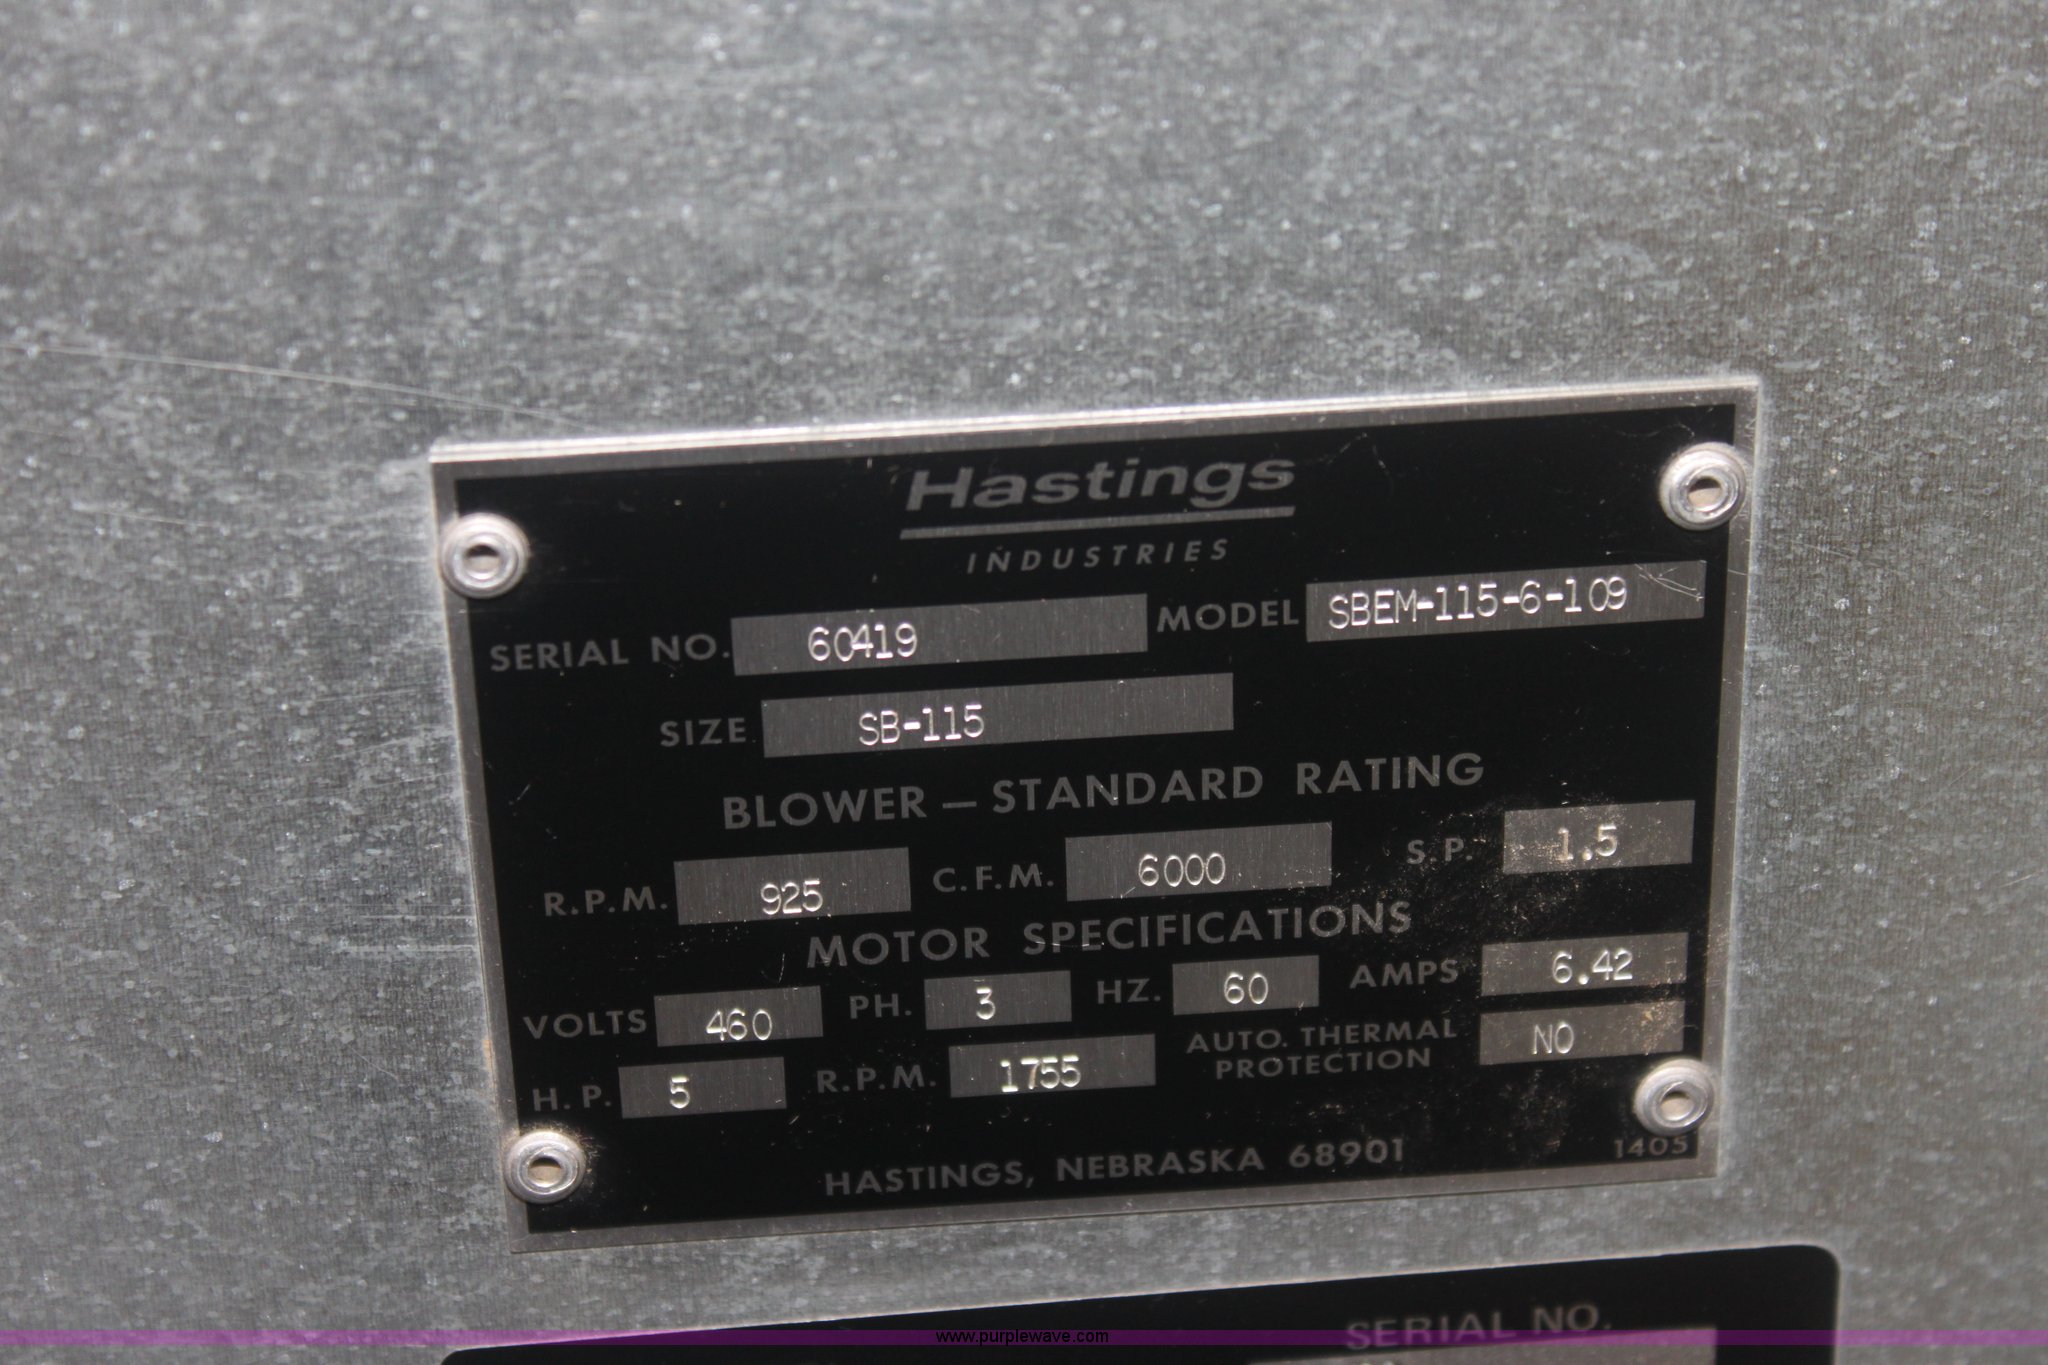 Hastings
INDUSTRIES
SERIAL NO. 60419 MODEL SBEM-115-6-109
SIZE SB-115
BLOWER — STANDARD RATING
R.P.M. 925 C.F.M. 6000 S.P. 1.5
MOTOR SPECIFICATIONS
VOLTS 460 PH. 3 HZ. 60 AMPS 6.42
H.P. 5 R.P.M. 1755 AUTO. THERMAL PROTECTION NO
HASTINGS, NEBRASKA 68901 1405
SERIAL NO.
www.purplewave.com